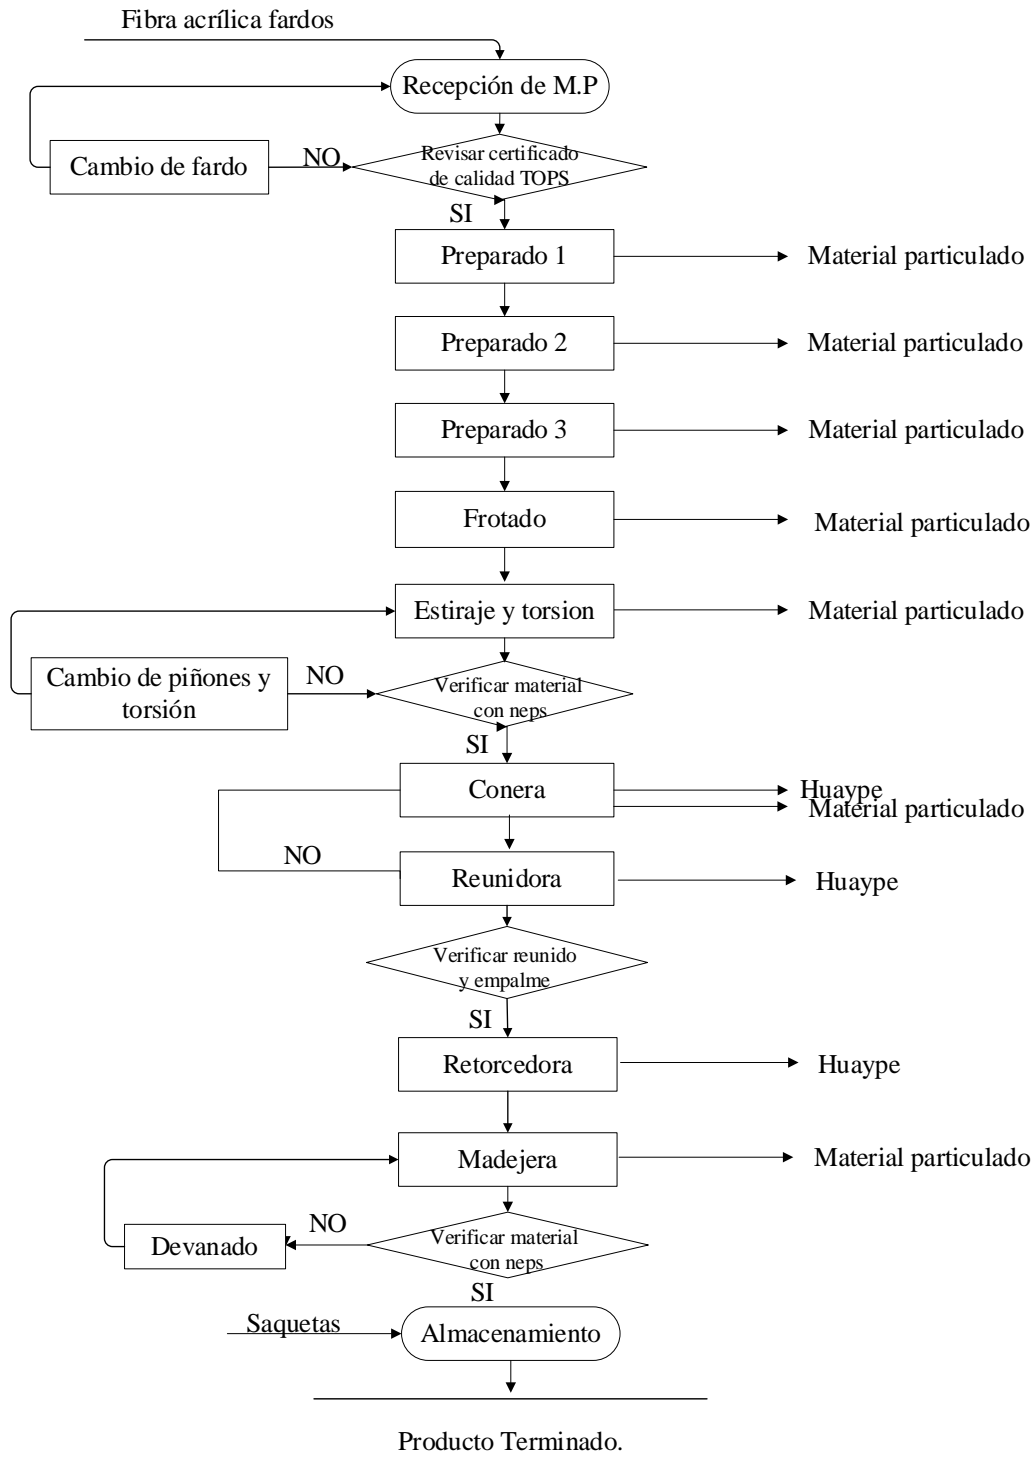 Fibra acrílica fardos
Recepción de M.P
Cambio de fardo
NO
Revisar certificado
de calidad TOPS
SI
Preparado 1
Material particulado
Preparado 2
Material particulado
Preparado 3
Material particulado
Frotado
Material particulado
Estiraje y torsion
Material particulado
Cambio de piñones y
torsión
NO
Verificar material
con neps
SI
Conera
Huaype
Material particulado
NO
Reunidora
Huaype
Verificar reunido
y empalme
SI
Retorcedora
Huaype
Madejera
Material particulado
Devanado
NO
Verificar material
con neps
SI
Saquetas
Almacenamiento
Producto Terminado.